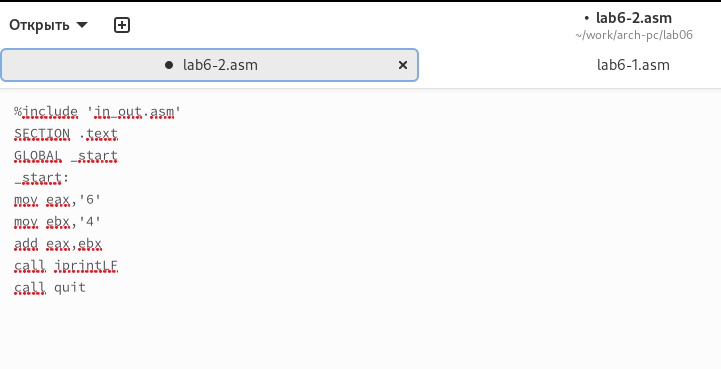 Открыть
• lab6-2.asm
~/work/arch-pc/lab06
● lab6-2.asm ×
lab6-1.asm
%include 'in_out.asm'
SECTION .text
GLOBAL _start
_start:
mov eax,'6'
mov ebx,'4'
add eax,ebx
call iprintLF
call quit